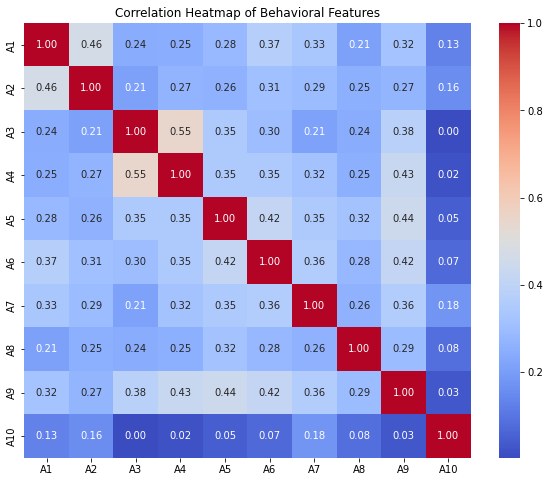 Correlation Heatmap of Behavioral Features
A1 1.00 0.46 0.24 0.25 0.28 0.37 0.33 0.21 0.32 0.13
A2 0.46 1.00 0.21 0.27 0.26 0.31 0.29 0.25 0.27 0.16
A3 0.24 0.21 1.00 0.55 0.35 0.30 0.21 0.24 0.38 0.00
A4 0.25 0.27 0.55 1.00 0.35 0.35 0.32 0.25 0.43 0.02
A5 0.28 0.26 0.35 0.35 1.00 0.42 0.35 0.32 0.44 0.05
A6 0.37 0.31 0.30 0.35 0.42 1.00 0.36 0.28 0.42 0.07
A7 0.33 0.29 0.21 0.32 0.35 0.36 1.00 0.26 0.36 0.18
A8 0.21 0.25 0.24 0.25 0.32 0.28 0.26 1.00 0.29 0.08
A9 0.32 0.27 0.38 0.43 0.44 0.42 0.36 0.29 1.00 0.03
A10 0.13 0.16 0.00 0.02 0.05 0.07 0.18 0.08 0.03 1.00
A1 A2 A3 A4 A5 A6 A7 A8 A9 A10
1.0
0.8
0.6
0.4
0.2